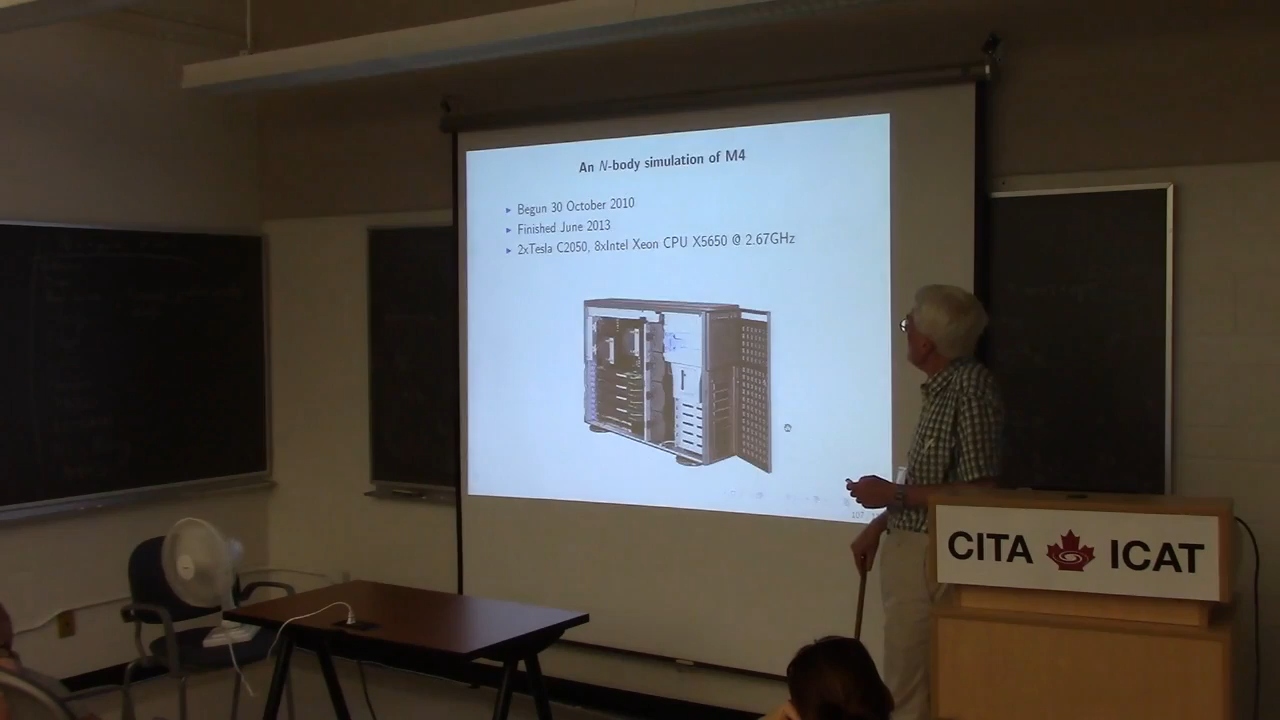 An N-body simulation of M4
▶ Begun 30 October 2010
▶ Finished June 2013
▶ 2xTesla C2050, 8xIntel Xeon CPU X5650 @ 2.67GHz
CITA ICAT